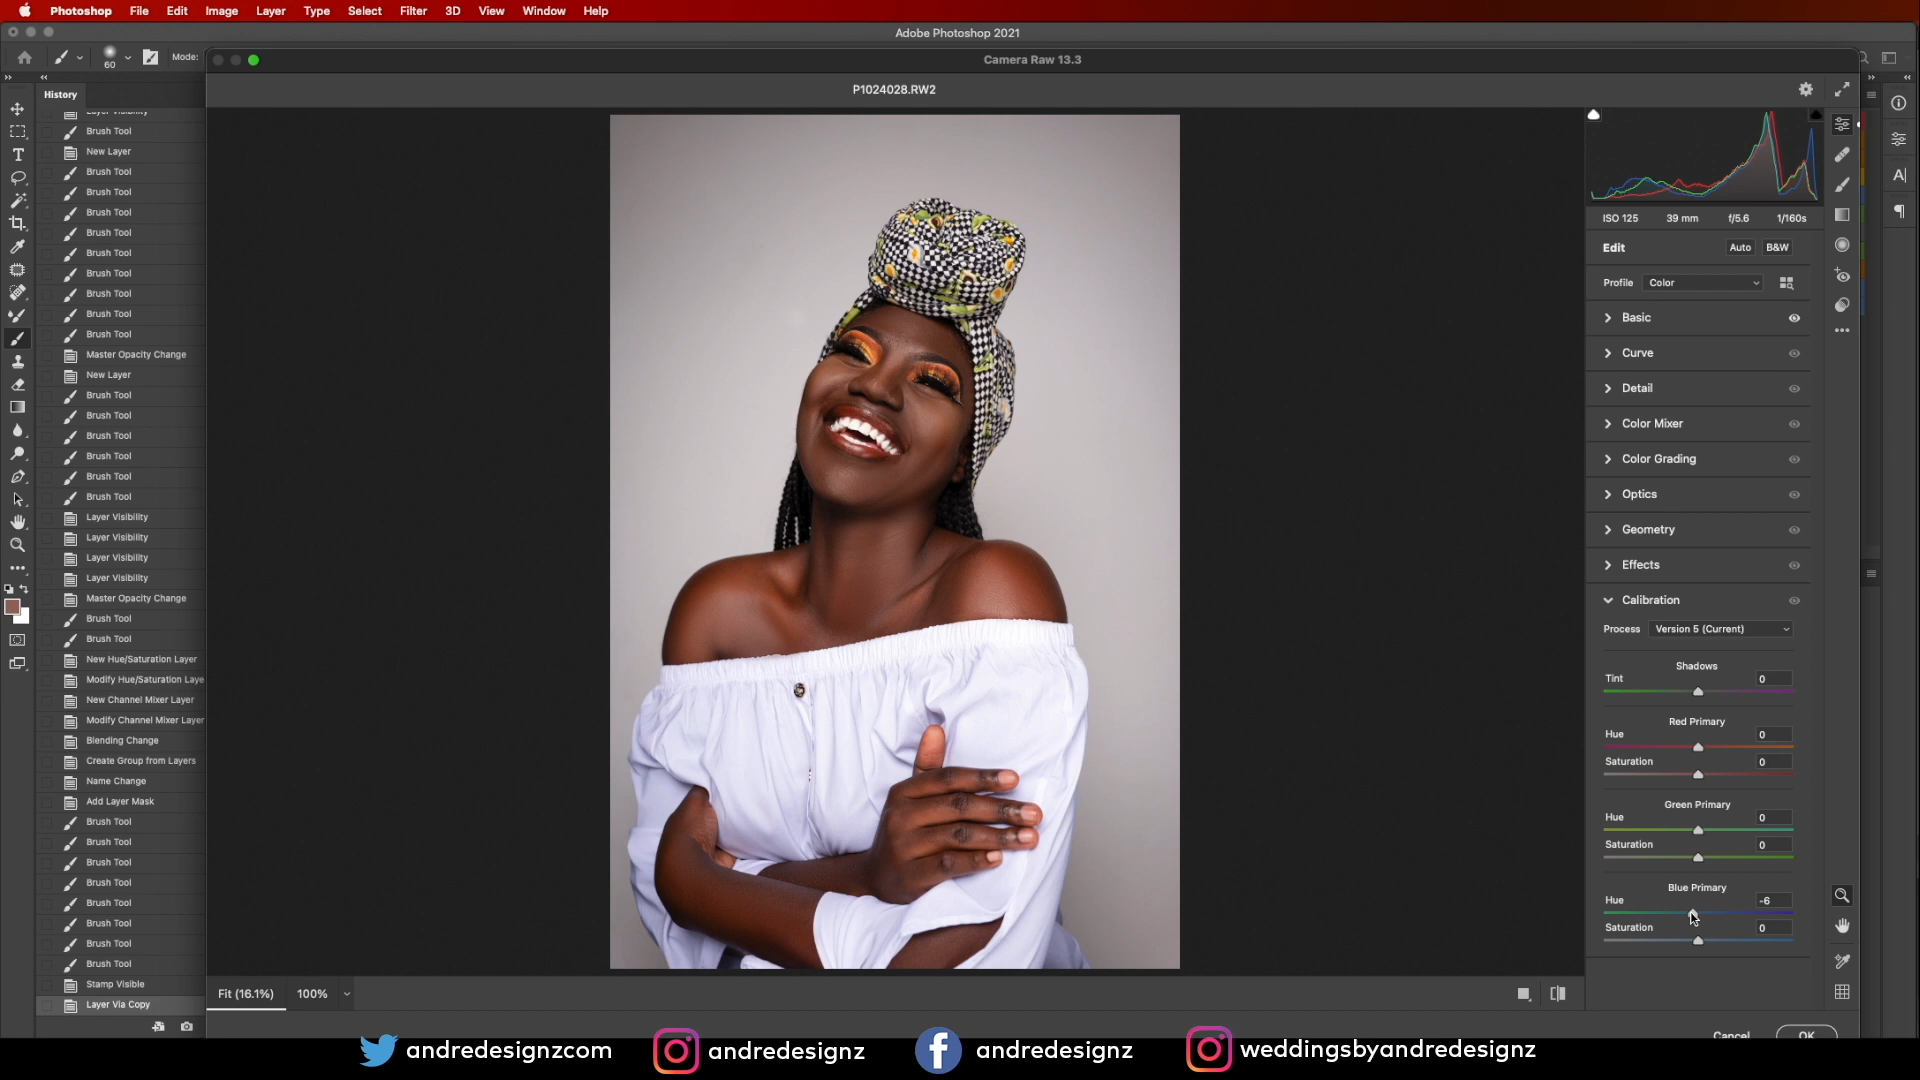 Photoshop File Edit Image Layer Type Select Filter 3D View Window Help
Adobe Photoshop 2021
60 Mode:
Camera Raw 13.3
P1024028.RW2
History
Layer Visibility
Brush Tool
New Layer
Brush Tool
Brush Tool
Brush Tool
Brush Tool
Brush Tool
Brush Tool
Brush Tool
Brush Tool
Brush Tool
Master Opacity Change
New Layer
Brush Tool
Brush Tool
Brush Tool
Brush Tool
Brush Tool
Brush Tool
Layer Visibility
Layer Visibility
Layer Visibility
Layer Visibility
Master Opacity Change
Brush Tool
Brush Tool
New Hue/Saturation Layer
Modify Hue/Saturation Laye
New Channel Mixer Layer
Modify Channel Mixer Layer
Blending Change
Create Group from Layers
Name Change
Add Layer Mask
Brush Tool
Brush Tool
Brush Tool
Brush Tool
Brush Tool
Brush Tool
Brush Tool
Brush Tool
Stamp Visible
Layer Via Copy
ISO 125 39 mm f/5.6 1/160s
Edit Auto B&W
Profile Color
Basic
Curve
Detail
Color Mixer
Color Grading
Optics
Geometry
Effects
Calibration
Process Version 5 (Current)
Shadows
Tint 0
Red Primary
Hue 0
Saturation 0
Green Primary
Hue 0
Saturation 0
Blue Primary
Hue -6
Saturation 0
Fit (16.1%) 100%
Cancel OK
andredesignzcom andredesignz andredesignz weddingsbyandredesignz